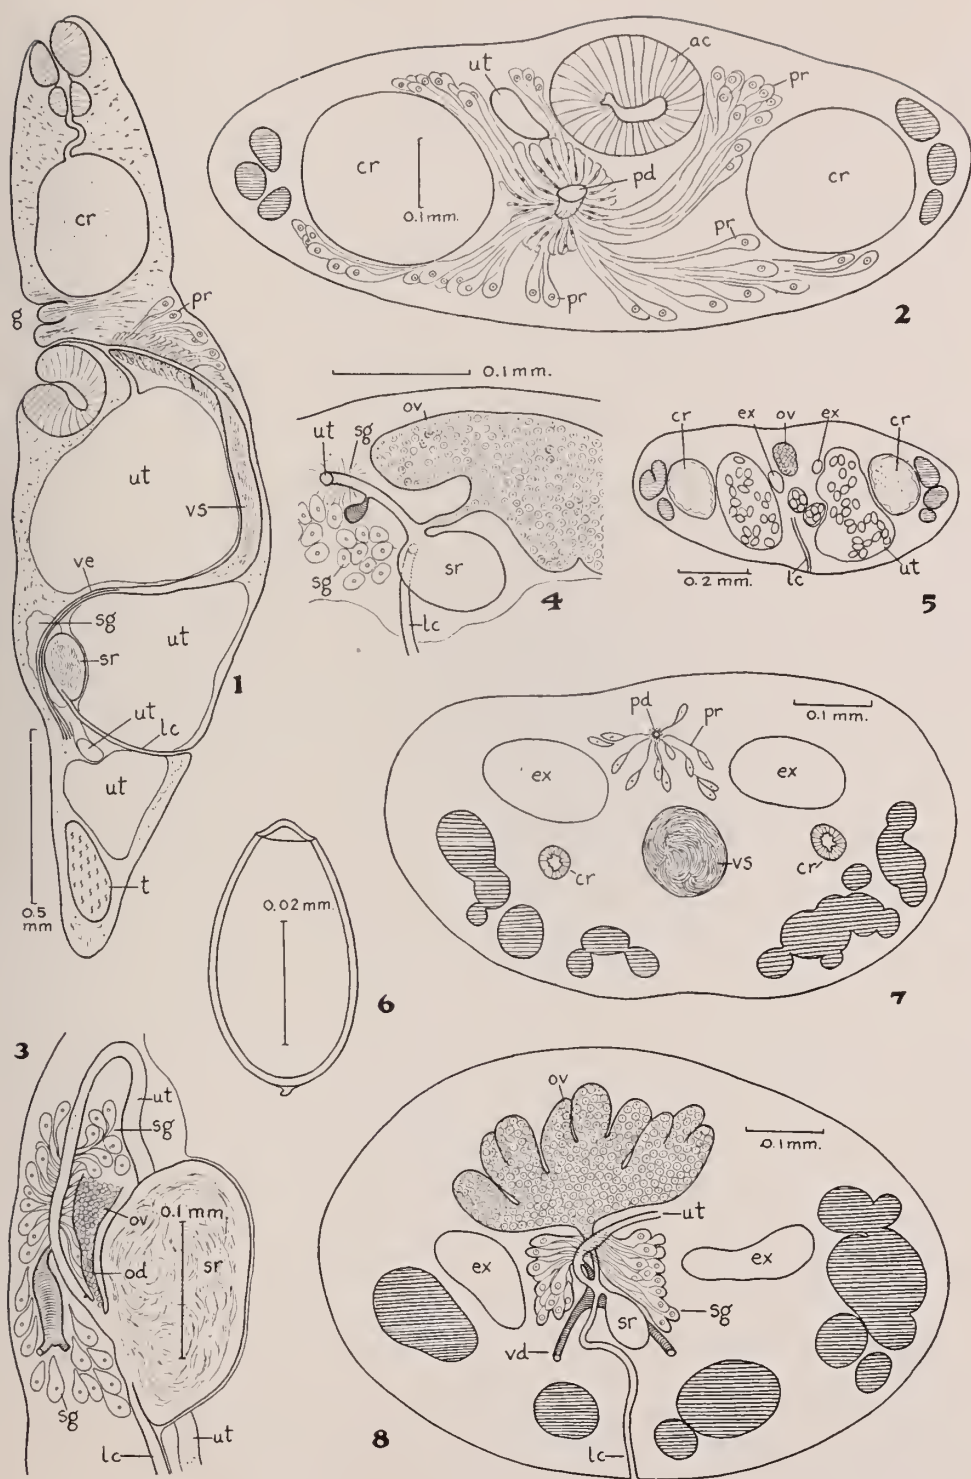 cr
g
pr
ut
vs
ve
sg
sr
ut
ut
lc
ut
t
0.5 mm
1
ac
ut
pr
cr
0.1 mm.
pd
cr
pr
pr
2
0.1 mm.
ov
ut
sg
sg
sr
lc
4
cr
ex
ov
ex
cr
0.2 mm.
lc
ut
5
0.02 mm.
6
pd
pr
0.1 mm.
ex
ex
cr
vs
cr
7
3
ut
sg
ov
0.1 mm.
od
sr
sg
lc
ut
ov
0.1 mm.
ut
ex
ex
sg
sr
vd
lc
8